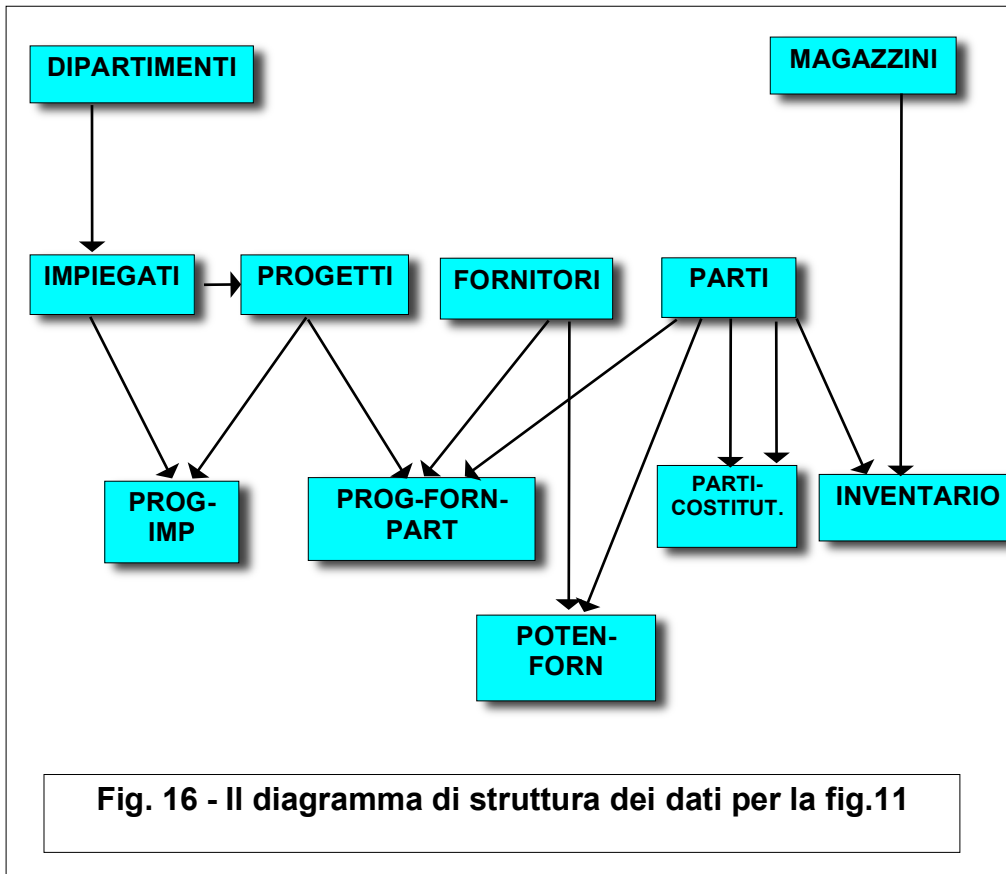 DIPARTIMENTI
MAGAZZINI
IMPIEGATI
PROGETTI
FORNITORI
PARTI
PROG-
IMP
PROG-FORN-
PART
PARTI-
COSTITUT.
INVENTARIO
POTEN-
FORN
Fig. 16 - Il diagramma di struttura dei dati per la fig.11